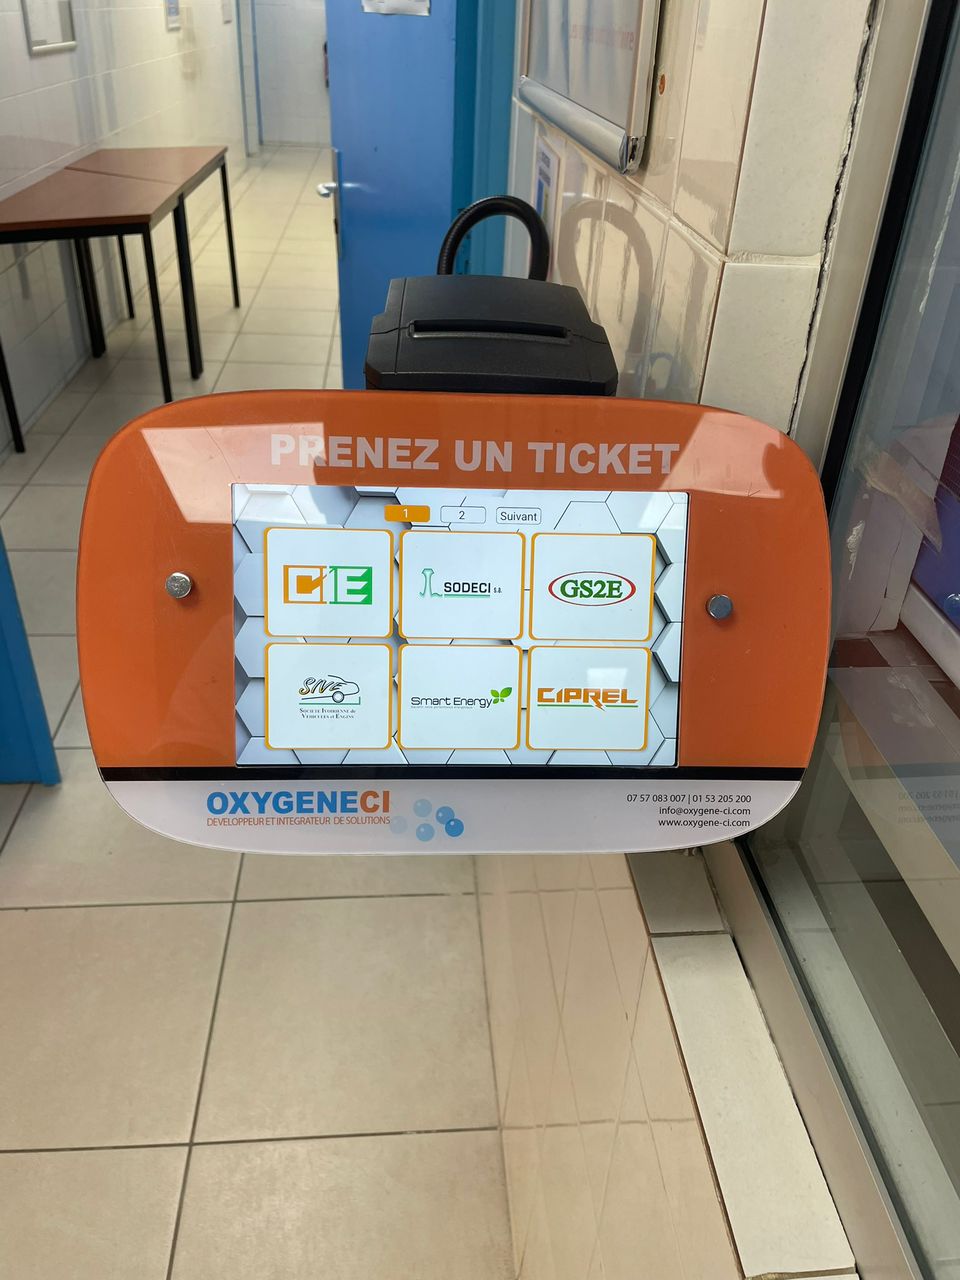 PRENEZ UN TICKET
1 2 Suivant
CIE
SODECI S.A.
GS2E
SIVE
SOCIETE IVOIRIENNE de
VEHICULES et ENGINS
Smart Energy
CIPREL
OXYGENECI
DEVELOPPEUR ET INTEGRATEUR DE SOLUTIONS
07 57 083 007 | 01 53 205 200
info@oxygene-ci.com
www.oxygene-ci.com